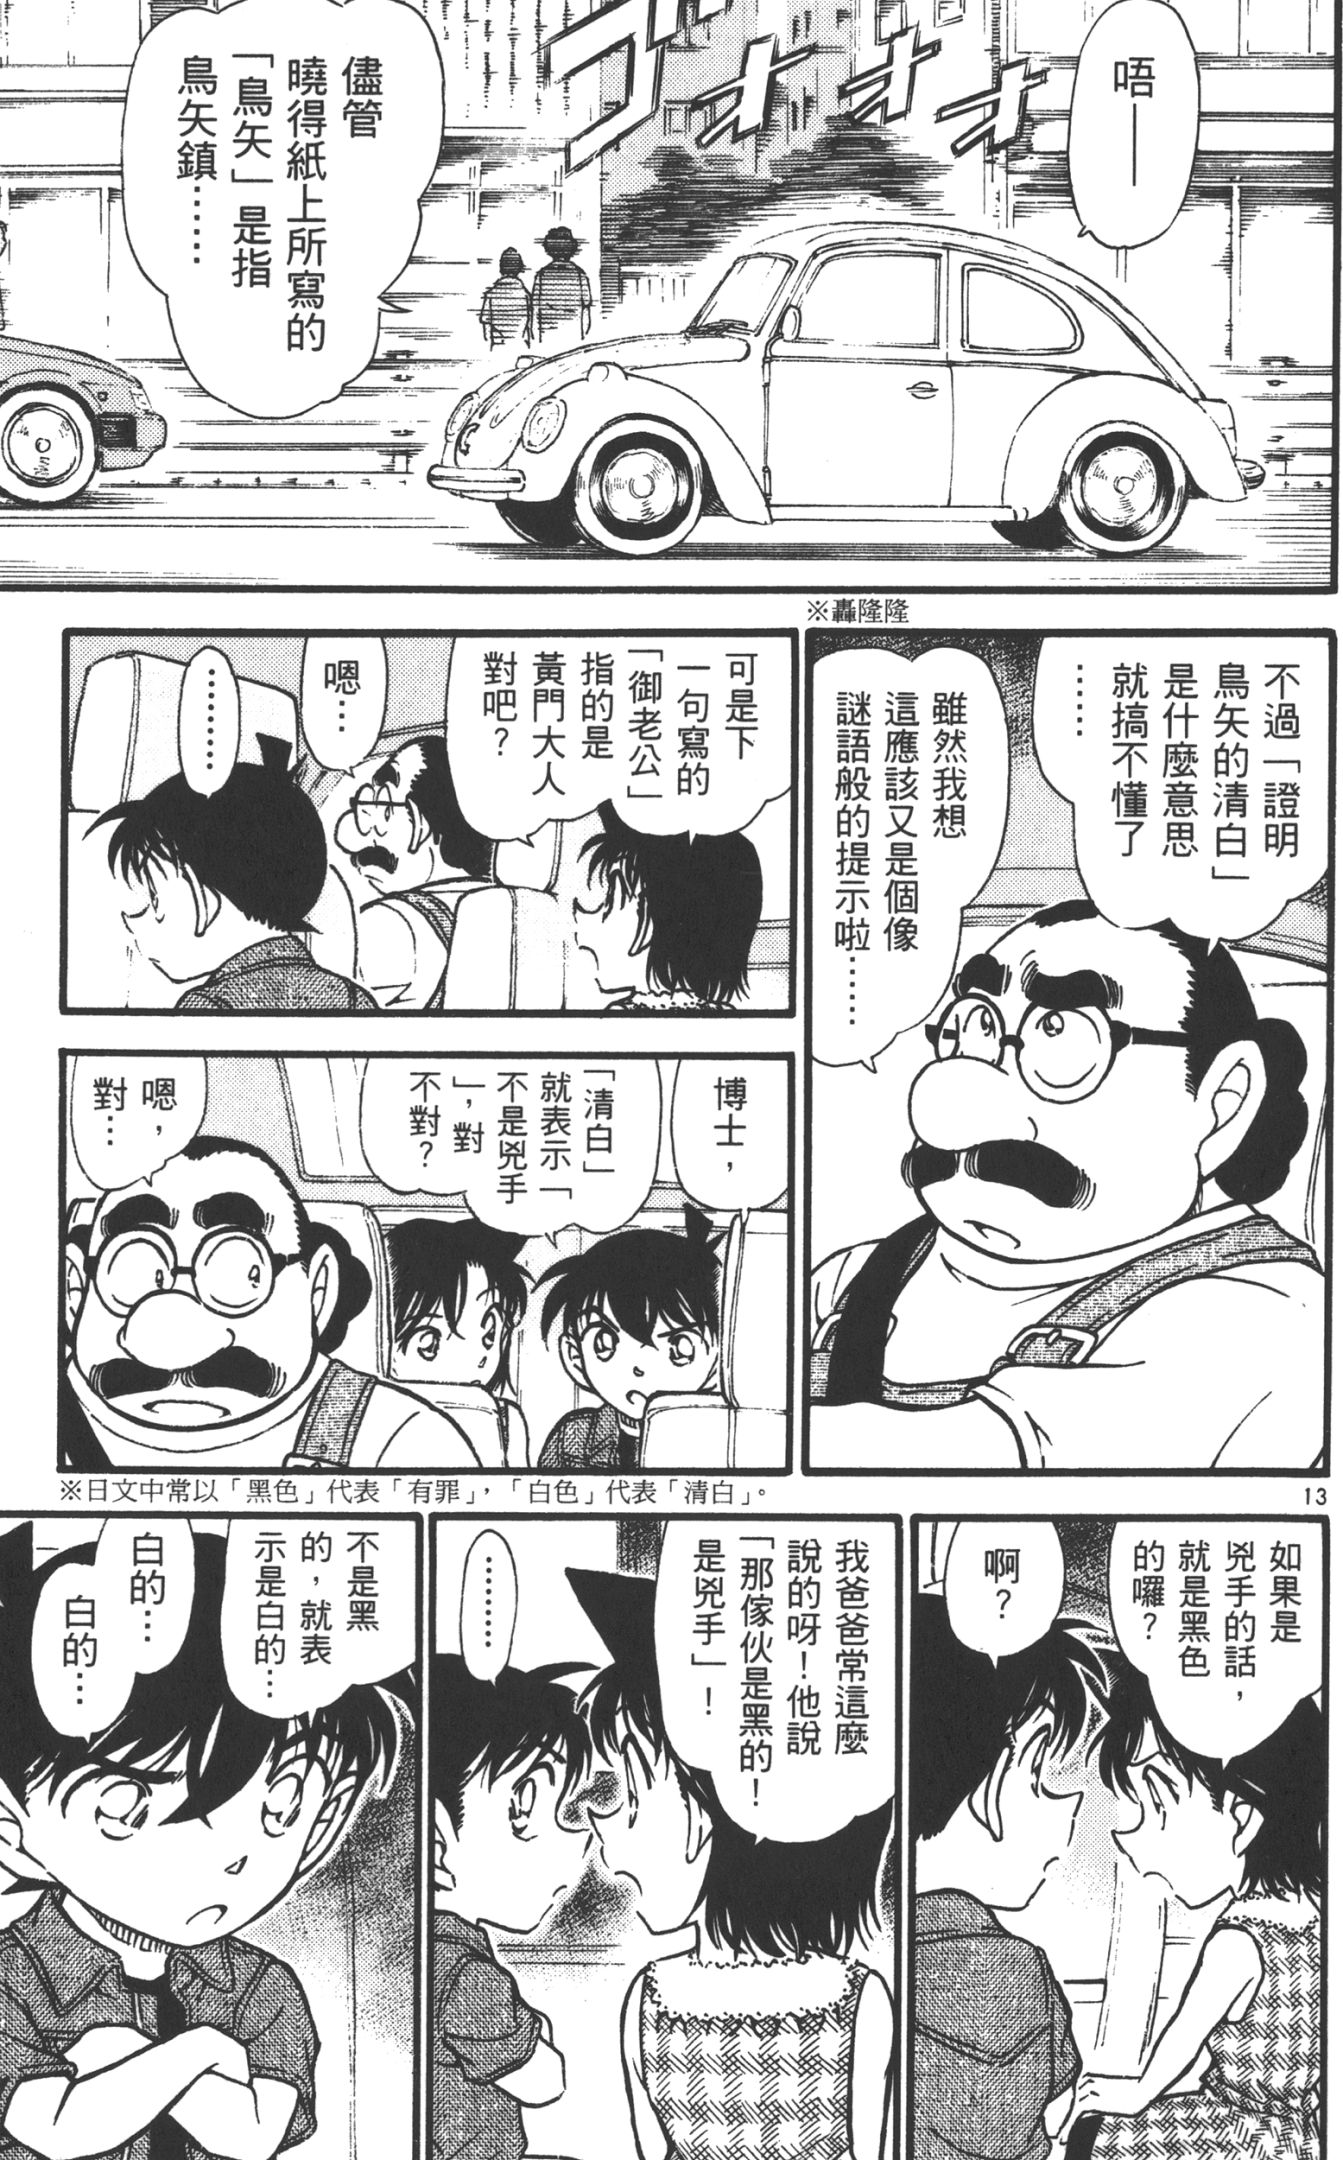 唔——
ゴォォォ
儘管
曉得紙上所寫的
「鳥矢」是指
鳥矢鎮……
※轟隆隆
不過「證明
鳥矢的清白」
是什麼意思
就搞不懂了
……
雖然我想
這應該又是個像
謎語般的提示啦……
可是下
一句寫的
「御老公」
指的是
黃門大人
對吧?
嗯…
………
博士,
「清白」
就表示「
不是兇手
」,對
不對?
嗯,
對…
※日文中常以「黑色」代表「有罪」,「白色」代表「清白」。
13
如果是
兇手的話,
就是黑色
的囉?
啊?
我爸爸常這麼
說的呀!他說
「那傢伙是黑的!
是兇手」!
………
不是黑
的,就表
示是白的…
白的…
白的…